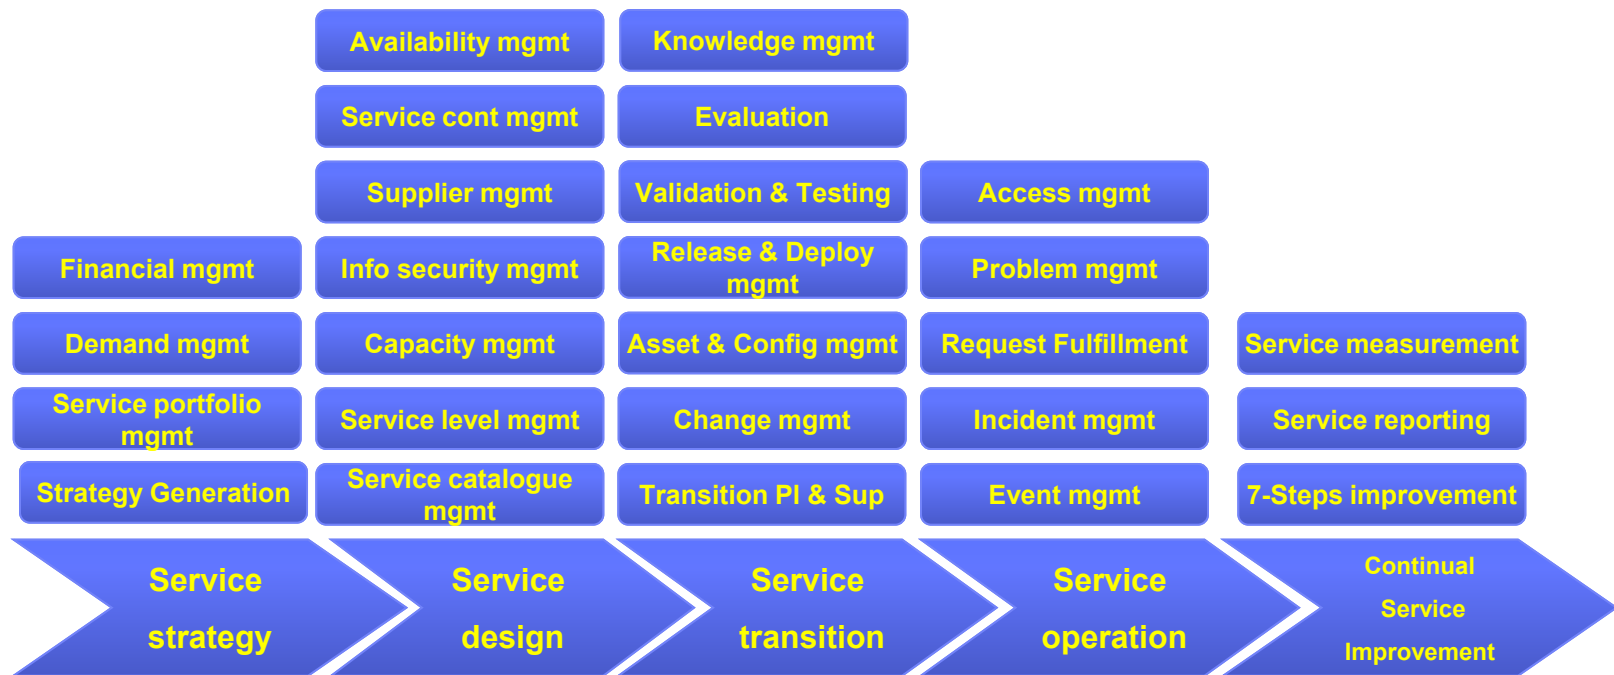 Availability mgmt
Knowledge mgmt
Service cont mgmt
Evaluation
Supplier mgmt
Validation & Testing
Access mgmt
Financial mgmt
Info security mgmt
Release & Deploy
mgmt
Problem mgmt
Demand mgmt
Capacity mgmt
Asset & Config mgmt
Request Fulfillment
Service measurement
Service portfolio
mgmt
Service level mgmt
Change mgmt
Incident mgmt
Service reporting
Strategy Generation
Service catalogue
mgmt
Transition Pl & Sup
Event mgmt
7-Steps improvement
Service
strategy
Service
design
Service
transition
Service
operation
Continual
Service
Improvement